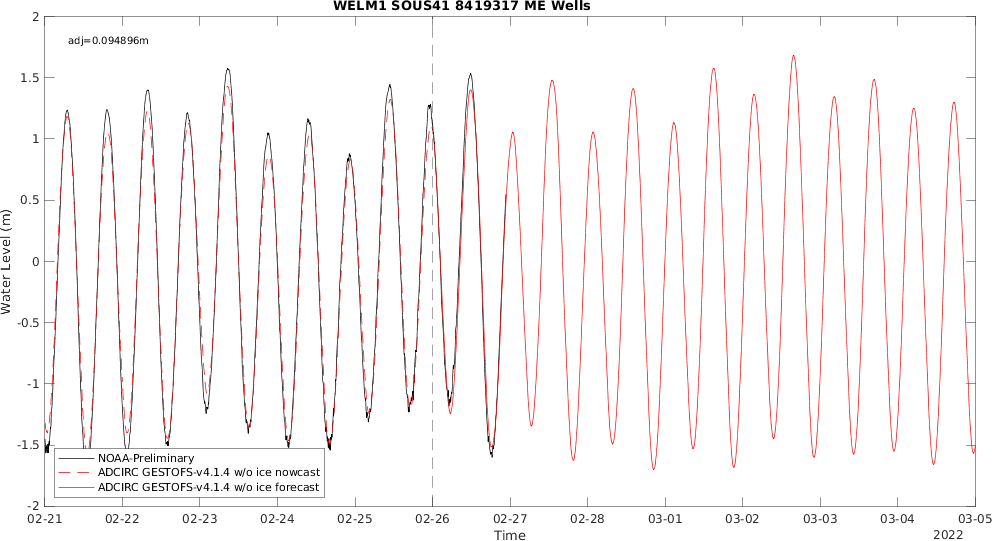 WELM1 SOUS41 8419317 ME Wells
adj=0.094896m
Water Level (m)
2
1.5
1
0.5
0
-0.5
-1
-1.5
-2
NOAA-Preliminary
ADCIRC GESTOFS-v4.1.4 w/o ice nowcast
ADCIRC GESTOFS-v4.1.4 w/o ice forecast
02-21 02-22 02-23 02-24 02-25 02-26 02-27 02-28 03-01 03-02 03-03 03-04 03-05
Time
2022